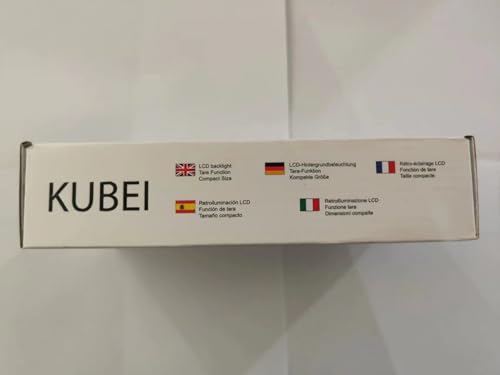 KUBEI
LCD backlight
Tare Function
Compact Size
LCD-Hintergrundbeleuchtung
Tara-Funktion
Kompakte Größe
Rétro-éclairage LCD
Fonction de tare
Taille compacte
Retroiluminación LCD
Función de tara
Tamaño compacto
Retroilluminazione LCD
Funzione tara
Dimensioni compatte